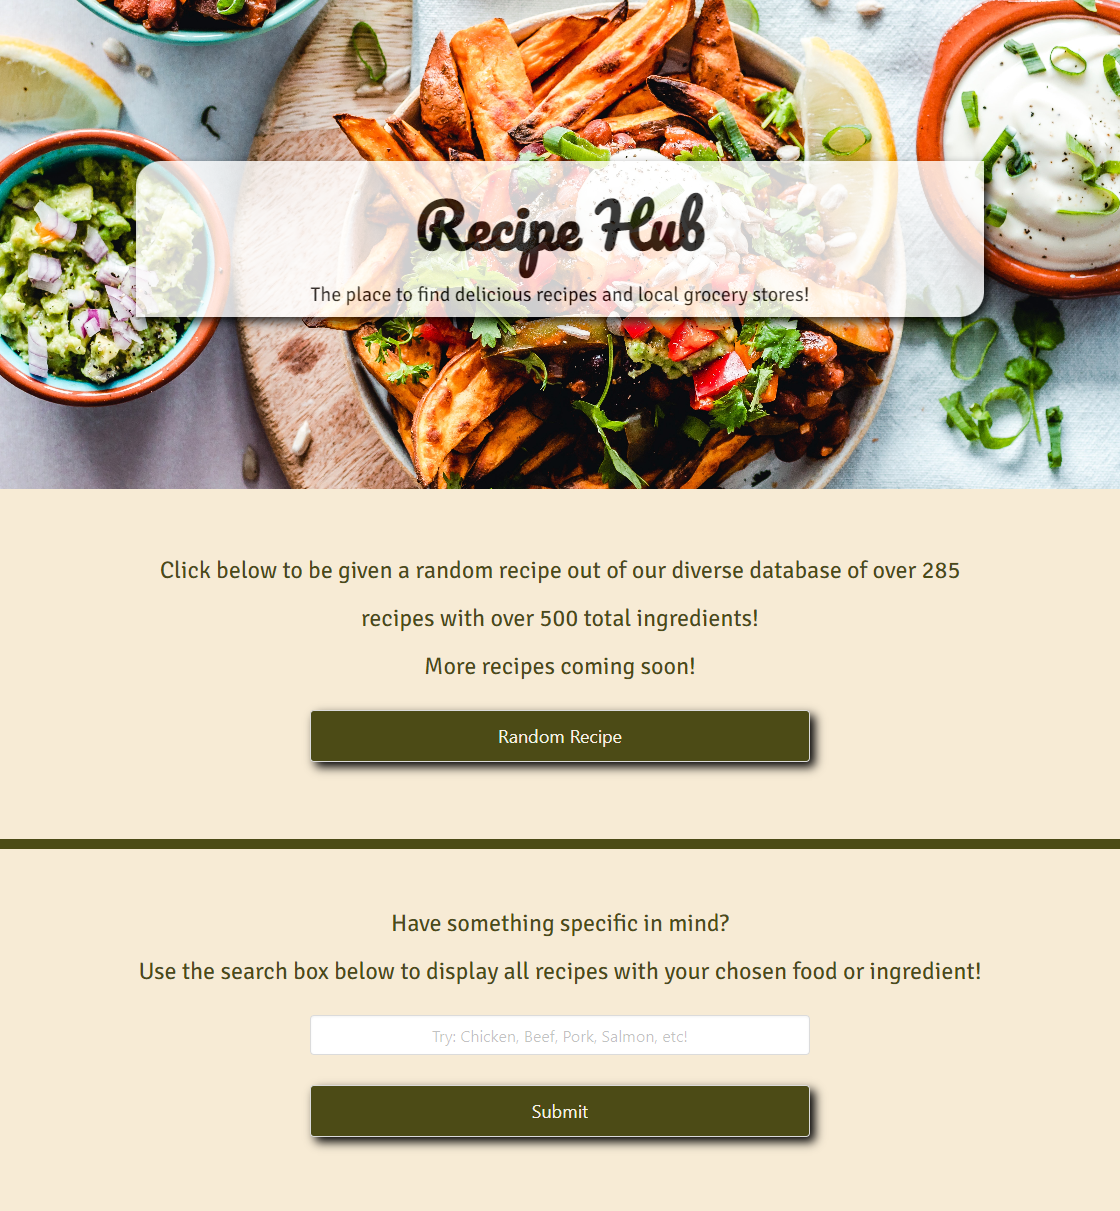 Recipe Hub
The place to find delicious recipes and local grocery stores!
Click below to be given a random recipe out of our diverse database of over 285
recipes with over 500 total ingredients!
More recipes coming soon!
Random Recipe
Have something specific in mind?
Use the search box below to display all recipes with your chosen food or ingredient!
Try: Chicken, Beef, Pork, Salmon, etc!
Submit